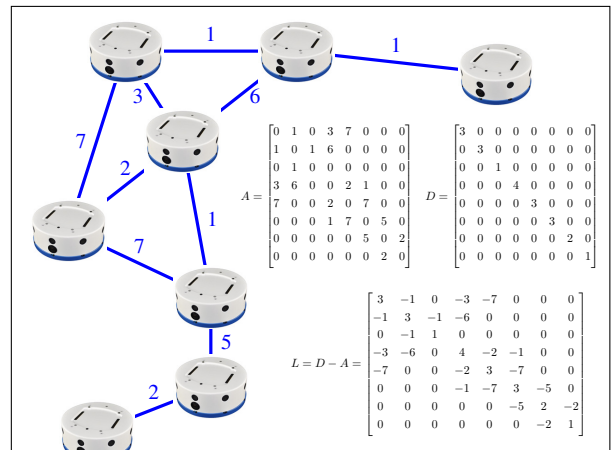 1
1
3
6
7
2
1
7
5
2
A =
0 1 0 3 7 0 0 0
1 0 1 6 0 0 0 0
0 1 0 0 0 0 0 0
3 6 0 0 2 1 0 0
7 0 0 2 0 7 0 0
0 0 0 1 7 0 5 0
0 0 0 0 0 5 0 2
0 0 0 0 0 0 2 0
D =
3 0 0 0 0 0 0 0
0 3 0 0 0 0 0 0
0 0 1 0 0 0 0 0
0 0 0 4 0 0 0 0
0 0 0 0 3 0 0 0
0 0 0 0 0 3 0 0
0 0 0 0 0 0 2 0
0 0 0 0 0 0 0 1
L = D − A =
3 −1 0 −3 −7 0 0 0
−1 3 −1 −6 0 0 0 0
0 −1 1 0 0 0 0 0
−3 −6 0 4 −2 −1 0 0
−7 0 0 −2 3 −7 0 0
0 0 0 −1 −7 3 −5 0
0 0 0 0 0 −5 2 −2
0 0 0 0 0 0 −2 1